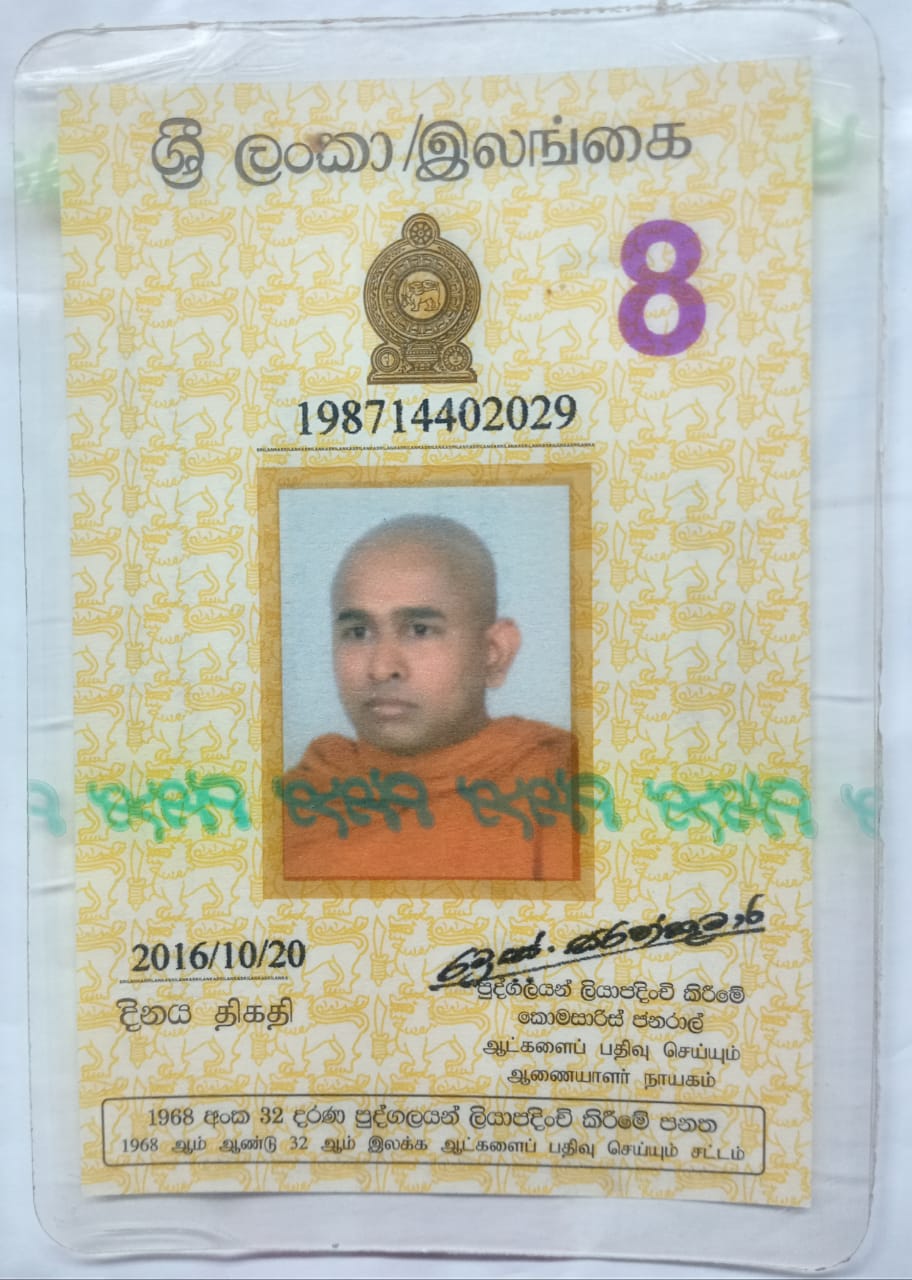 ශ්‍රී ලංකා/இலங்கை
8
198714402029
2016/10/20
දිනය திகதி
පුද්ගලයන් ලියාපදිංචි කිරීමේ
කොමසාරිස් ජනරාල්
ஆட்களைப் பதிவு செய்யும்
ஆணையாளர் நாயகம்
1968 අංක 32 දරණ පුද්ගලයන් ලියාපදිංචි කිරීමේ පනත
1968 ஆம் ஆண்டு 32 ஆம் இலக்க ஆட்களைப் பதிவு செய்யும் சட்டம்